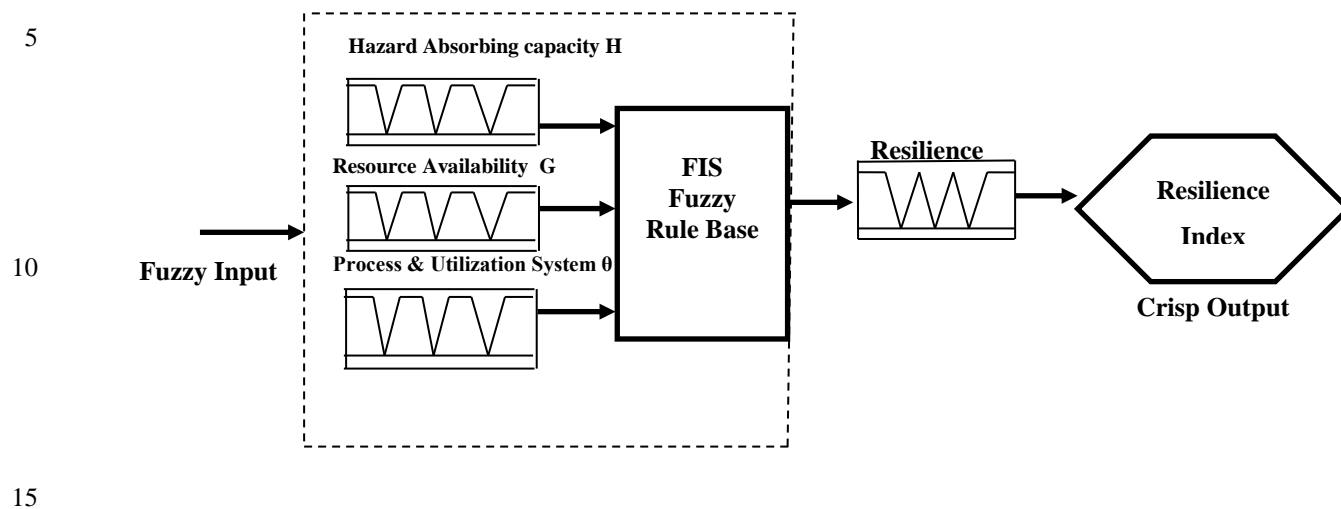 5
Hazard Absorbing capacity H
Resource Availability G
Process & Utilization System θ
Fuzzy Input
10
FIS
Fuzzy
Rule Base
Resilience
Resilience
Index
Crisp Output
15